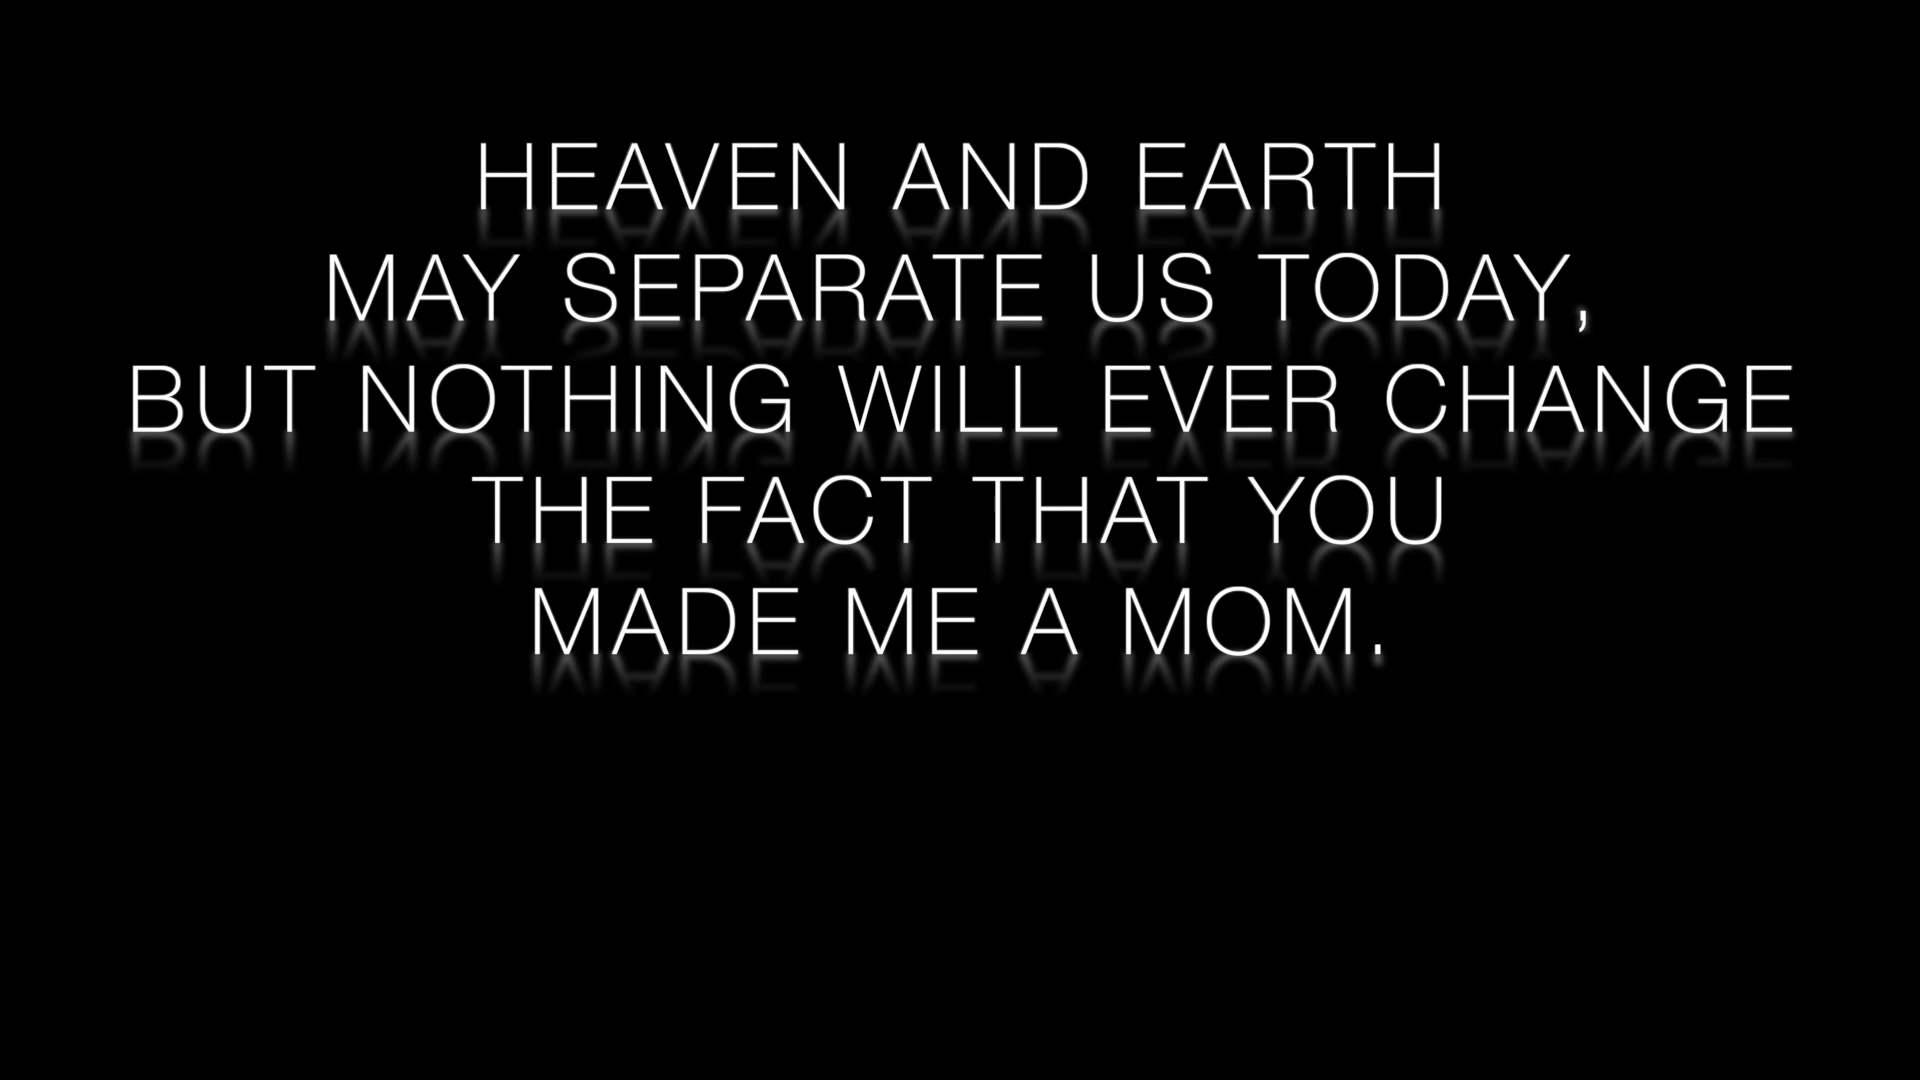 HEAVEN AND EARTH
MAY SEPARATE US TODAY,
BUT NOTHING WILL EVER CHANGE
THE FACT THAT YOU
MADE ME A MOM.